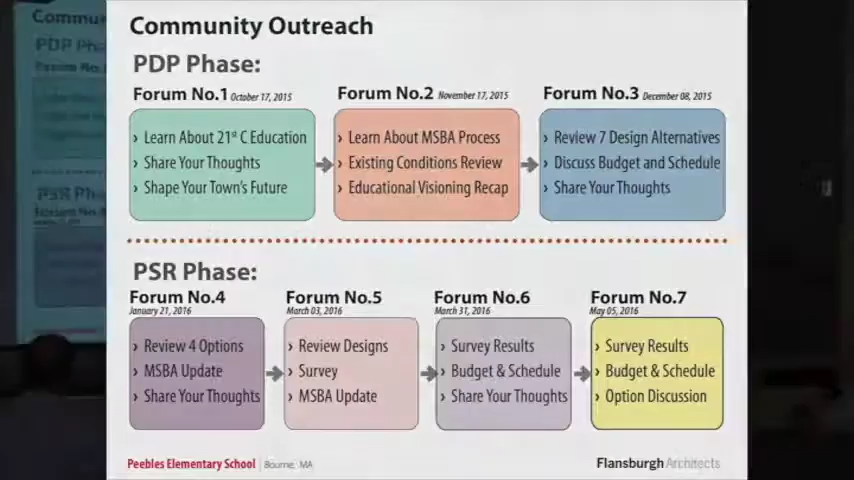 Community Outreach
PDP Phase:
Forum No.1 October 17, 2015
› Learn About 21st C Education
› Share Your Thoughts
› Shape Your Town's Future
Forum No.2 November 17, 2015
› Learn About MSBA Process
› Existing Conditions Review
› Educational Visioning Recap
Forum No.3 December 08, 2015
› Review 7 Design Alternatives
› Discuss Budget and Schedule
› Share Your Thoughts
PSR Phase:
Forum No.4
January 21, 2016
› Review 4 Options
› MSBA Update
› Share Your Thoughts
Forum No.5
March 03, 2016
› Review Designs
› Survey
› MSBA Update
Forum No.6
March 31, 2016
› Survey Results
› Budget & Schedule
› Share Your Thoughts
Forum No.7
May 05, 2016
› Survey Results
› Budget & Schedule
› Option Discussion
Peebles Elementary School | Bourne, MA
Flansburgh Architects